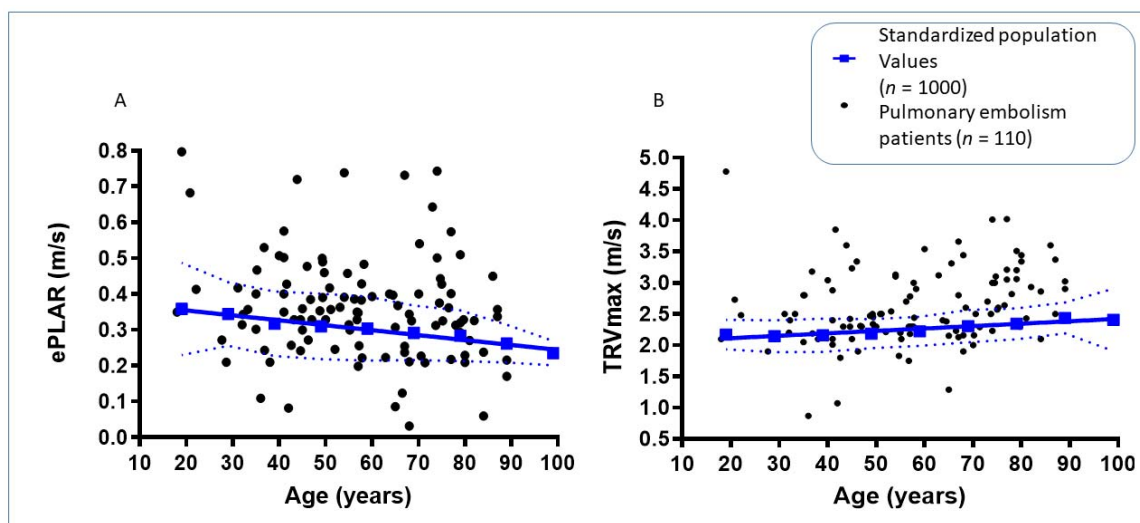 Standardized population
Values
(n = 1000)
Pulmonary embolism
patients (n = 110)
A
B
0.8
0.7
0.6
0.5
0.4
0.3
0.2
0.1
0.0
ePLAR (m/s)
10 20 30 40 50 60 70 80 90 100
Age (years)
5.0
4.5
4.0
3.5
3.0
2.5
2.0
1.5
1.0
0.5
TRVmax (m/s)
10 20 30 40 50 60 70 80 90 100
Age (years)